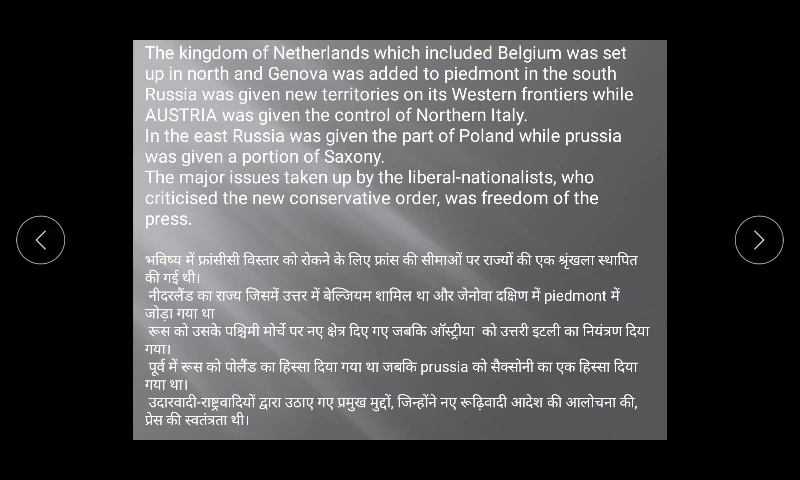 The kingdom of Netherlands which included Belgium was set
up in north and Genova was added to piedmont in the south
Russia was given new territories on its Western frontiers while
AUSTRIA was given the control of Northern Italy.
In the east Russia was given the part of Poland while prussia
was given a portion of Saxony.
The major issues taken up by the liberal-nationalists, who
criticised the new conservative order, was freedom of the
press.
भविष्य में फ्रांसीसी विस्तार को रोकने के लिए फ्रांस की सीमाओं पर राज्यों की एक श्रृंखला स्थापित
की गई थी।
नीदरलैंड का राज्य जिसमें उत्तर में बेल्जियम शामिल था और जेनोवा दक्षिण में piedmont में
जोड़ा गया था
रूस को उसके पश्चिमी मोर्चे पर नए क्षेत्र दिए गए जबकि ऑस्ट्रीया को उत्तरी इटली का नियंत्रण दिया
गया।
पूर्व में रूस को पोलैंड का हिस्सा दिया गया था जबकि prussia को सैक्सोनी का एक हिस्सा दिया
गया था।
उदारवादी-राष्ट्रवादियों द्वारा उठाए गए प्रमुख मुद्दों, जिन्होंने नए रूढ़िवादी आदेश की आलोचना की,
प्रेस की स्वतंत्रता थी।